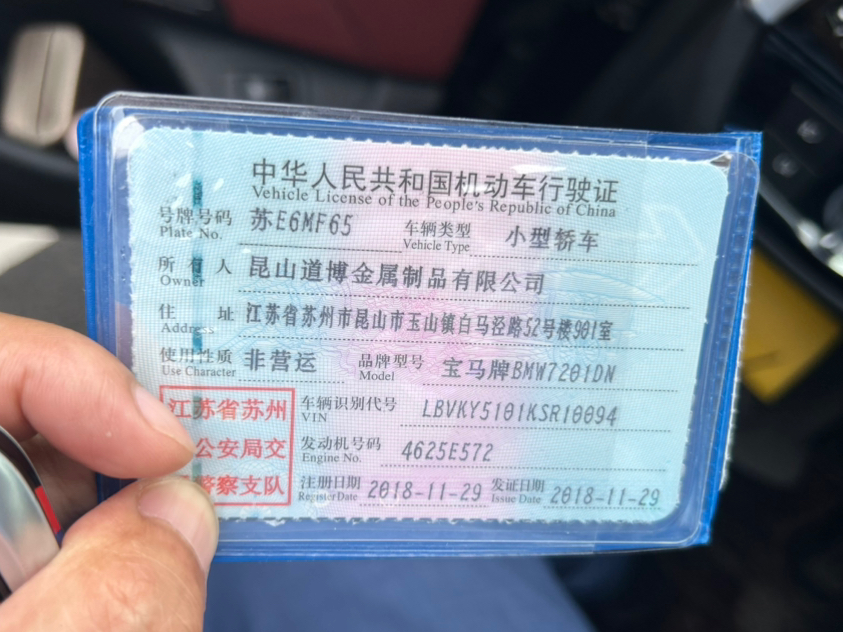 中华人民共和国机动车行驶证
Vehicle License of the People's Republic of China
号牌号码 苏E6MF65 车辆类型 小型轿车
Plate No. Vehicle Type
所有人 昆山道博金属制品有限公司
Owner
住址 江苏省苏州市昆山市玉山镇白马泾路52号楼901室
Address
使用性质 非营运 品牌型号 宝马牌BMW7201DN
Use Character Model
江苏省苏州 车辆识别代号 LBVKY5101KSR10094
VIN
公安局交 发动机号码 4625E572
Engine No.
警察支队 注册日期 2018-11-29 发证日期 2018-11-29
Register Date Issue Date